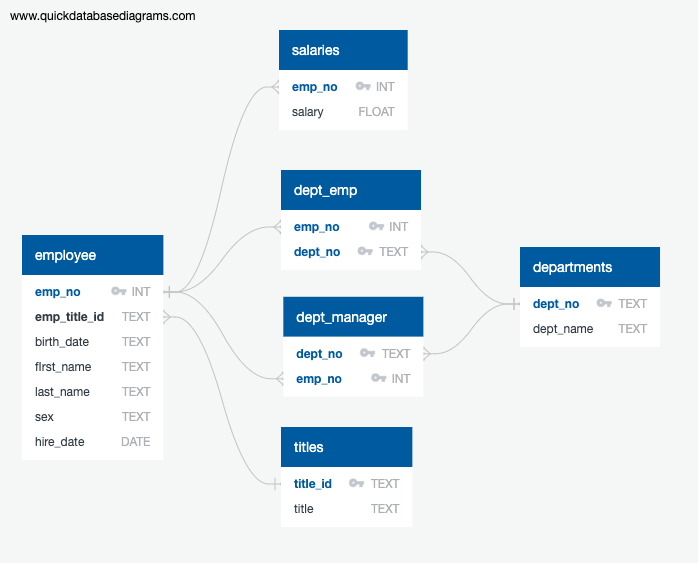 www.quickdatabasediagrams.com
salaries
emp_no INT
salary FLOAT
dept_emp
emp_no INT
dept_no TEXT
employee
emp_no INT
emp_title_id TEXT
birth_date TEXT
first_name TEXT
last_name TEXT
sex TEXT
hire_date DATE
dept_manager
dept_no TEXT
emp_no INT
departments
dept_no TEXT
dept_name TEXT
titles
title_id TEXT
title TEXT